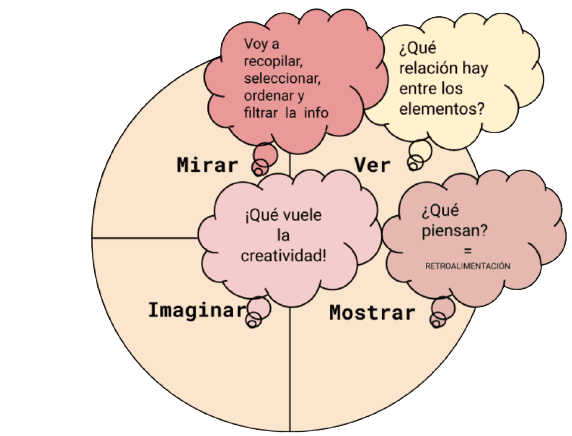 Voy a
recopilar,
seleccionar,
ordenar y
filtrar la info
¿Qué
relación hay
entre los
elementos?
Mirar
Ver
¡Qué vuele
la
creatividad!
¿Qué
piensan?
=
RETROALIMENTACIÓN
Imaginar
Mostrar